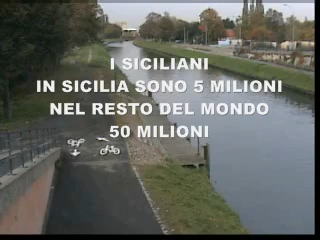 I SICILIANI
IN SICILIA SONO 5 MILIONI
NEL RESTO DEL MONDO
50 MILIONI